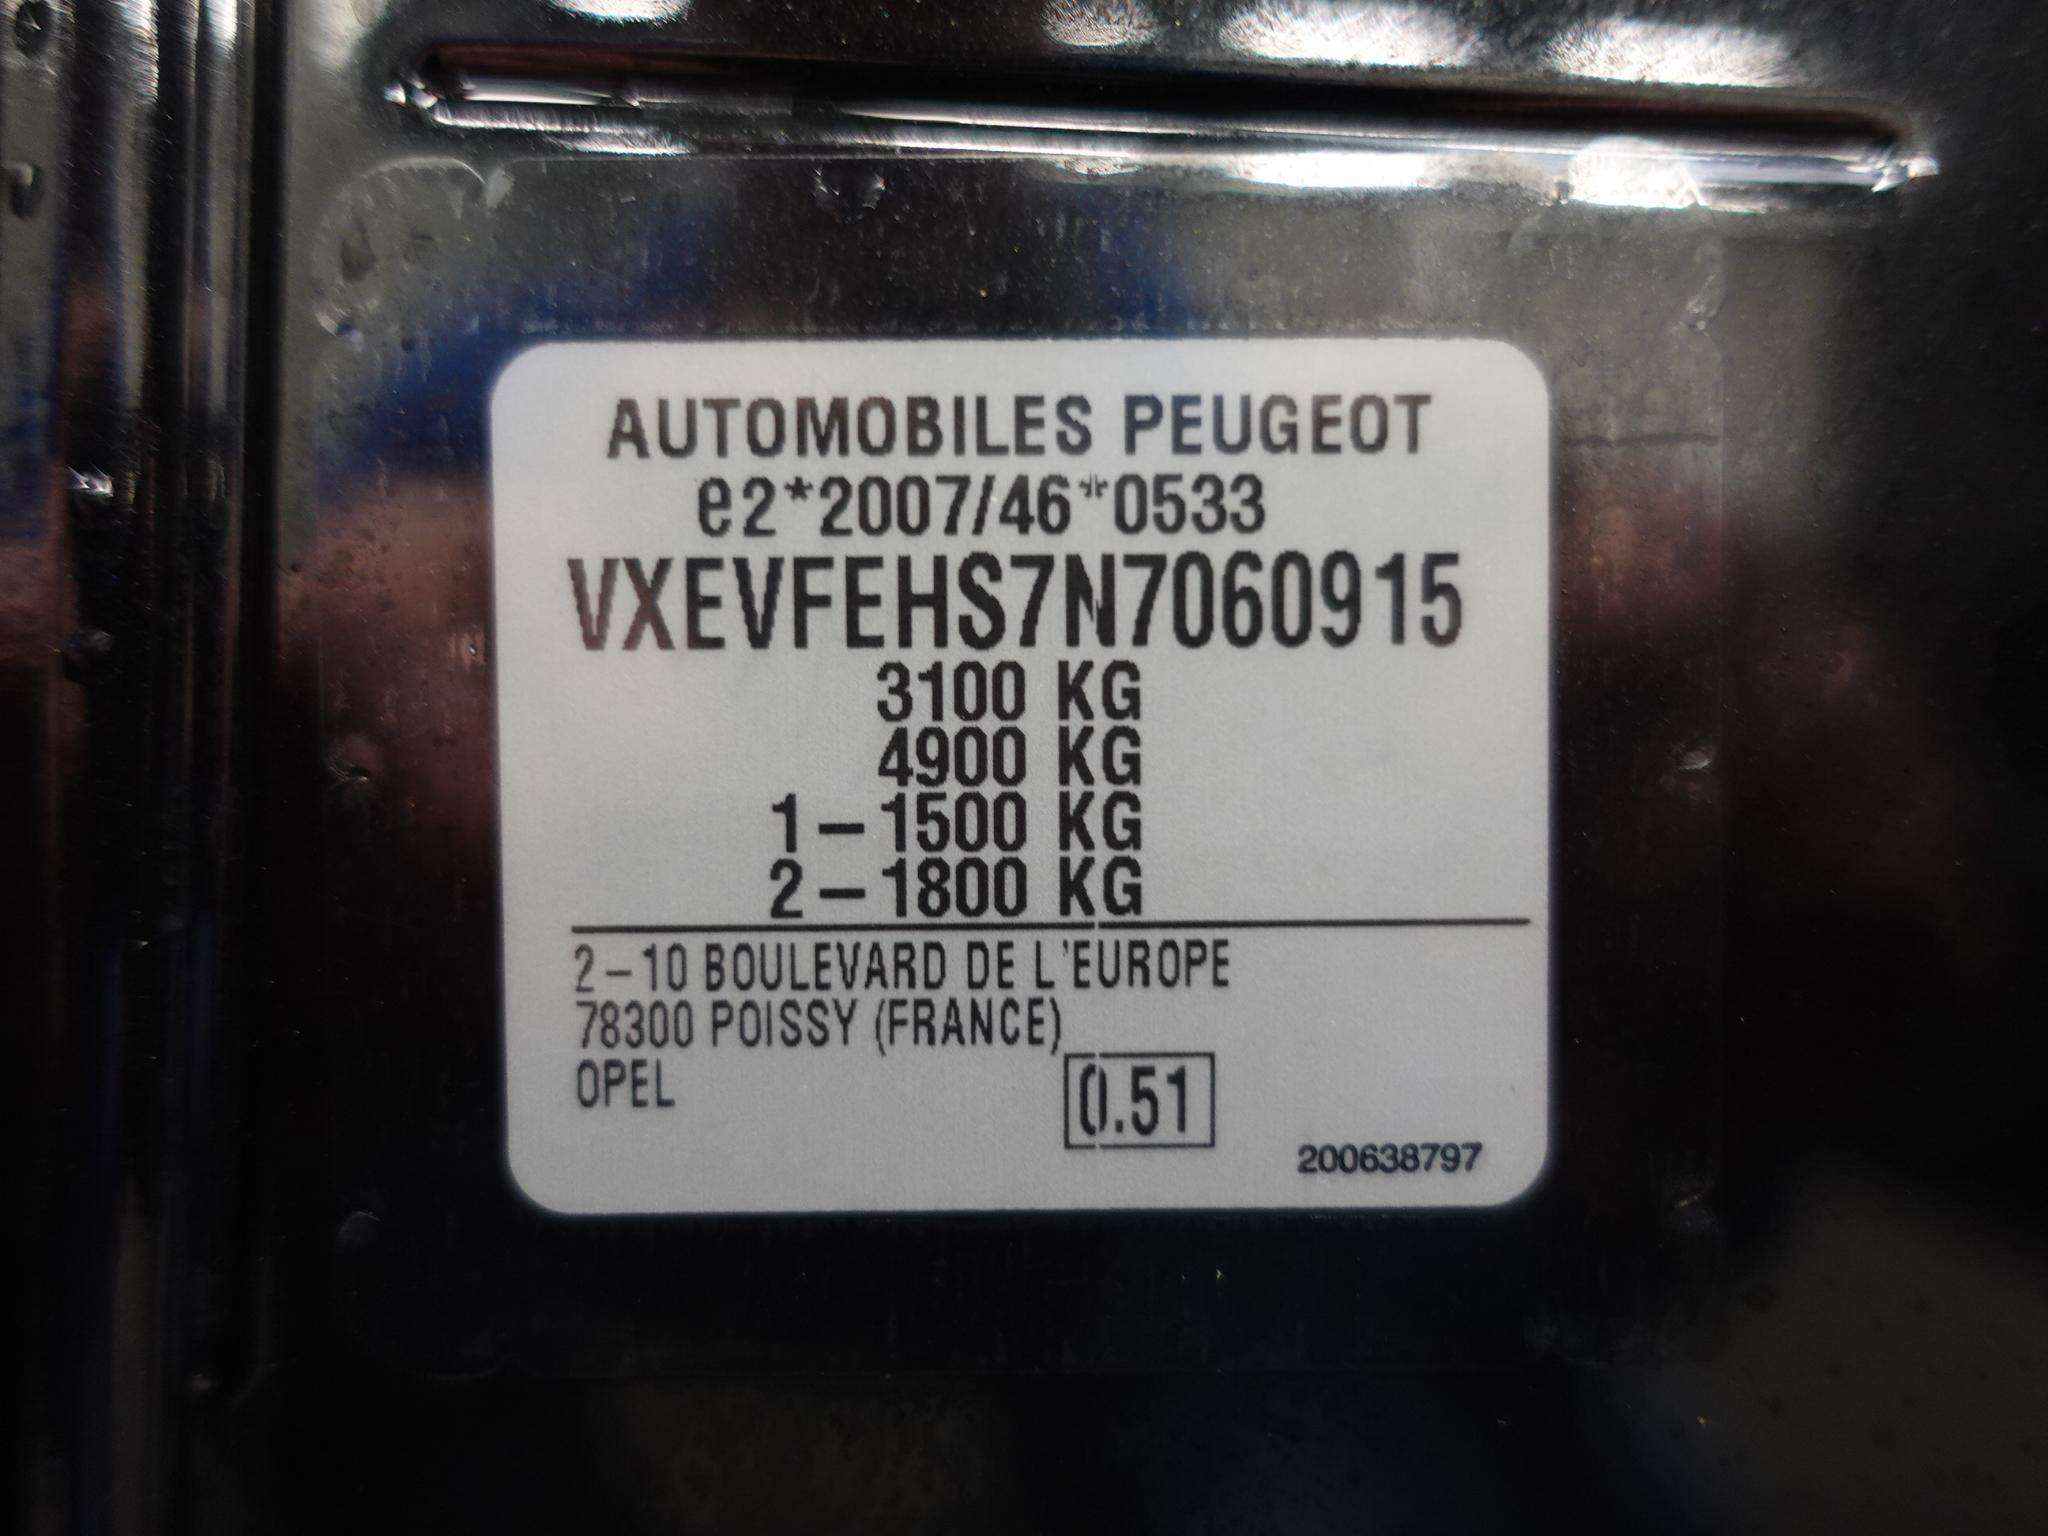 AUTOMOBILES PEUGEOT
e2*2007/46*0533
VXEVFEHS7N7060915
3100 KG
4900 KG
1-1500 KG
2-1800 KG
2-10 BOULEVARD DE L'EUROPE
78300 POISSY (FRANCE)
OPEL
0.51
200638797